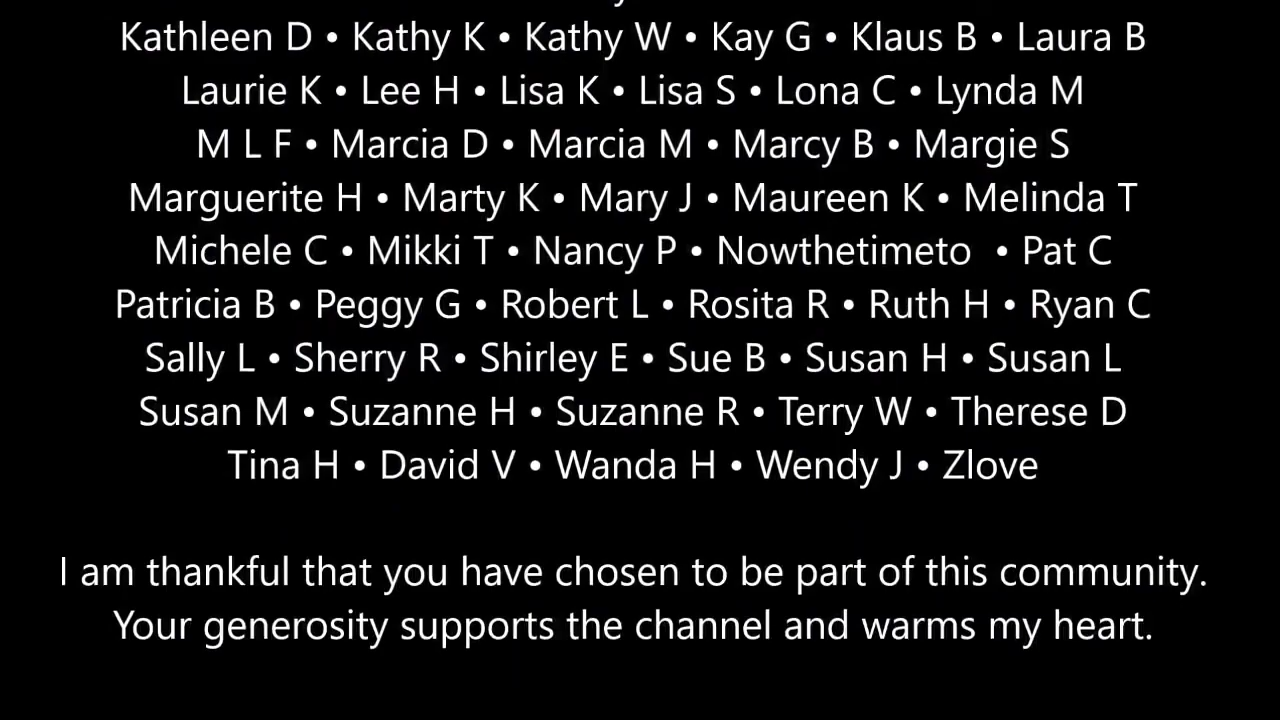 Kathleen D • Kathy K • Kathy W • Kay G • Klaus B • Laura B
Laurie K • Lee H • Lisa K • Lisa S • Lona C • Lynda M
M L F • Marcia D • Marcia M • Marcy B • Margie S
Marguerite H • Marty K • Mary J • Maureen K • Melinda T
Michele C • Mikki T • Nancy P • Nowthetimeto • Pat C
Patricia B • Peggy G • Robert L • Rosita R • Ruth H • Ryan C
Sally L • Sherry R • Shirley E • Sue B • Susan H • Susan L
Susan M • Suzanne H • Suzanne R • Terry W • Therese D
Tina H • David V • Wanda H • Wendy J • Zlove
I am thankful that you have chosen to be part of this community.
Your generosity supports the channel and warms my heart.